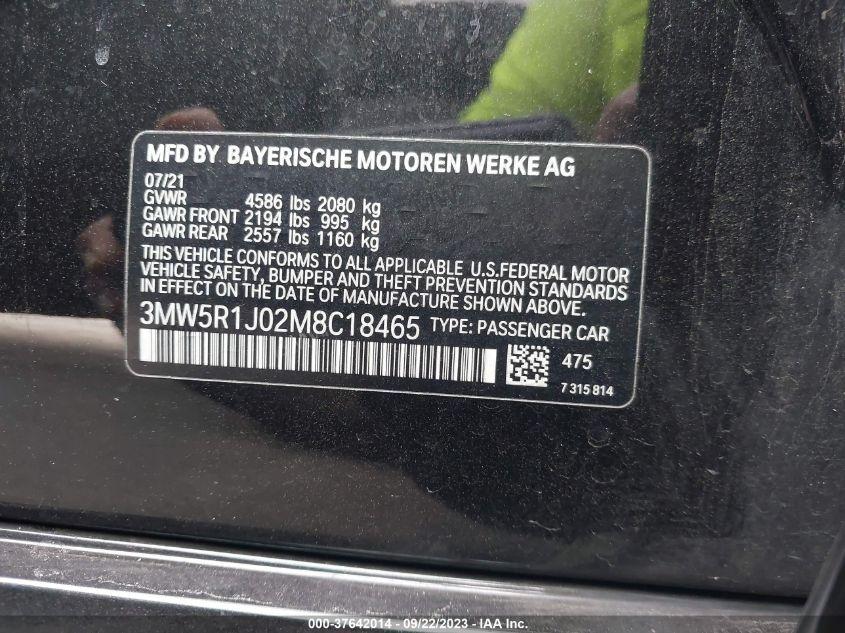 MFD BY BAYERISCHE MOTOREN WERKE AG
07/21
GVWR 4586 lbs 2080 kg
GAWR FRONT 2194 lbs 995 kg
GAWR REAR 2557 lbs 1160 kg
THIS VEHICLE CONFORMS TO ALL APPLICABLE U.S.FEDERAL MOTOR
VEHICLE SAFETY, BUMPER AND THEFT PREVENTION STANDARDS
IN EFFECT ON THE DATE OF MANUFACTURE SHOWN ABOVE.
3MW5R1J02M8C18465 TYPE: PASSENGER CAR
475
7 315 814
000-37642014 - 09/22/2023 - IAA Inc.